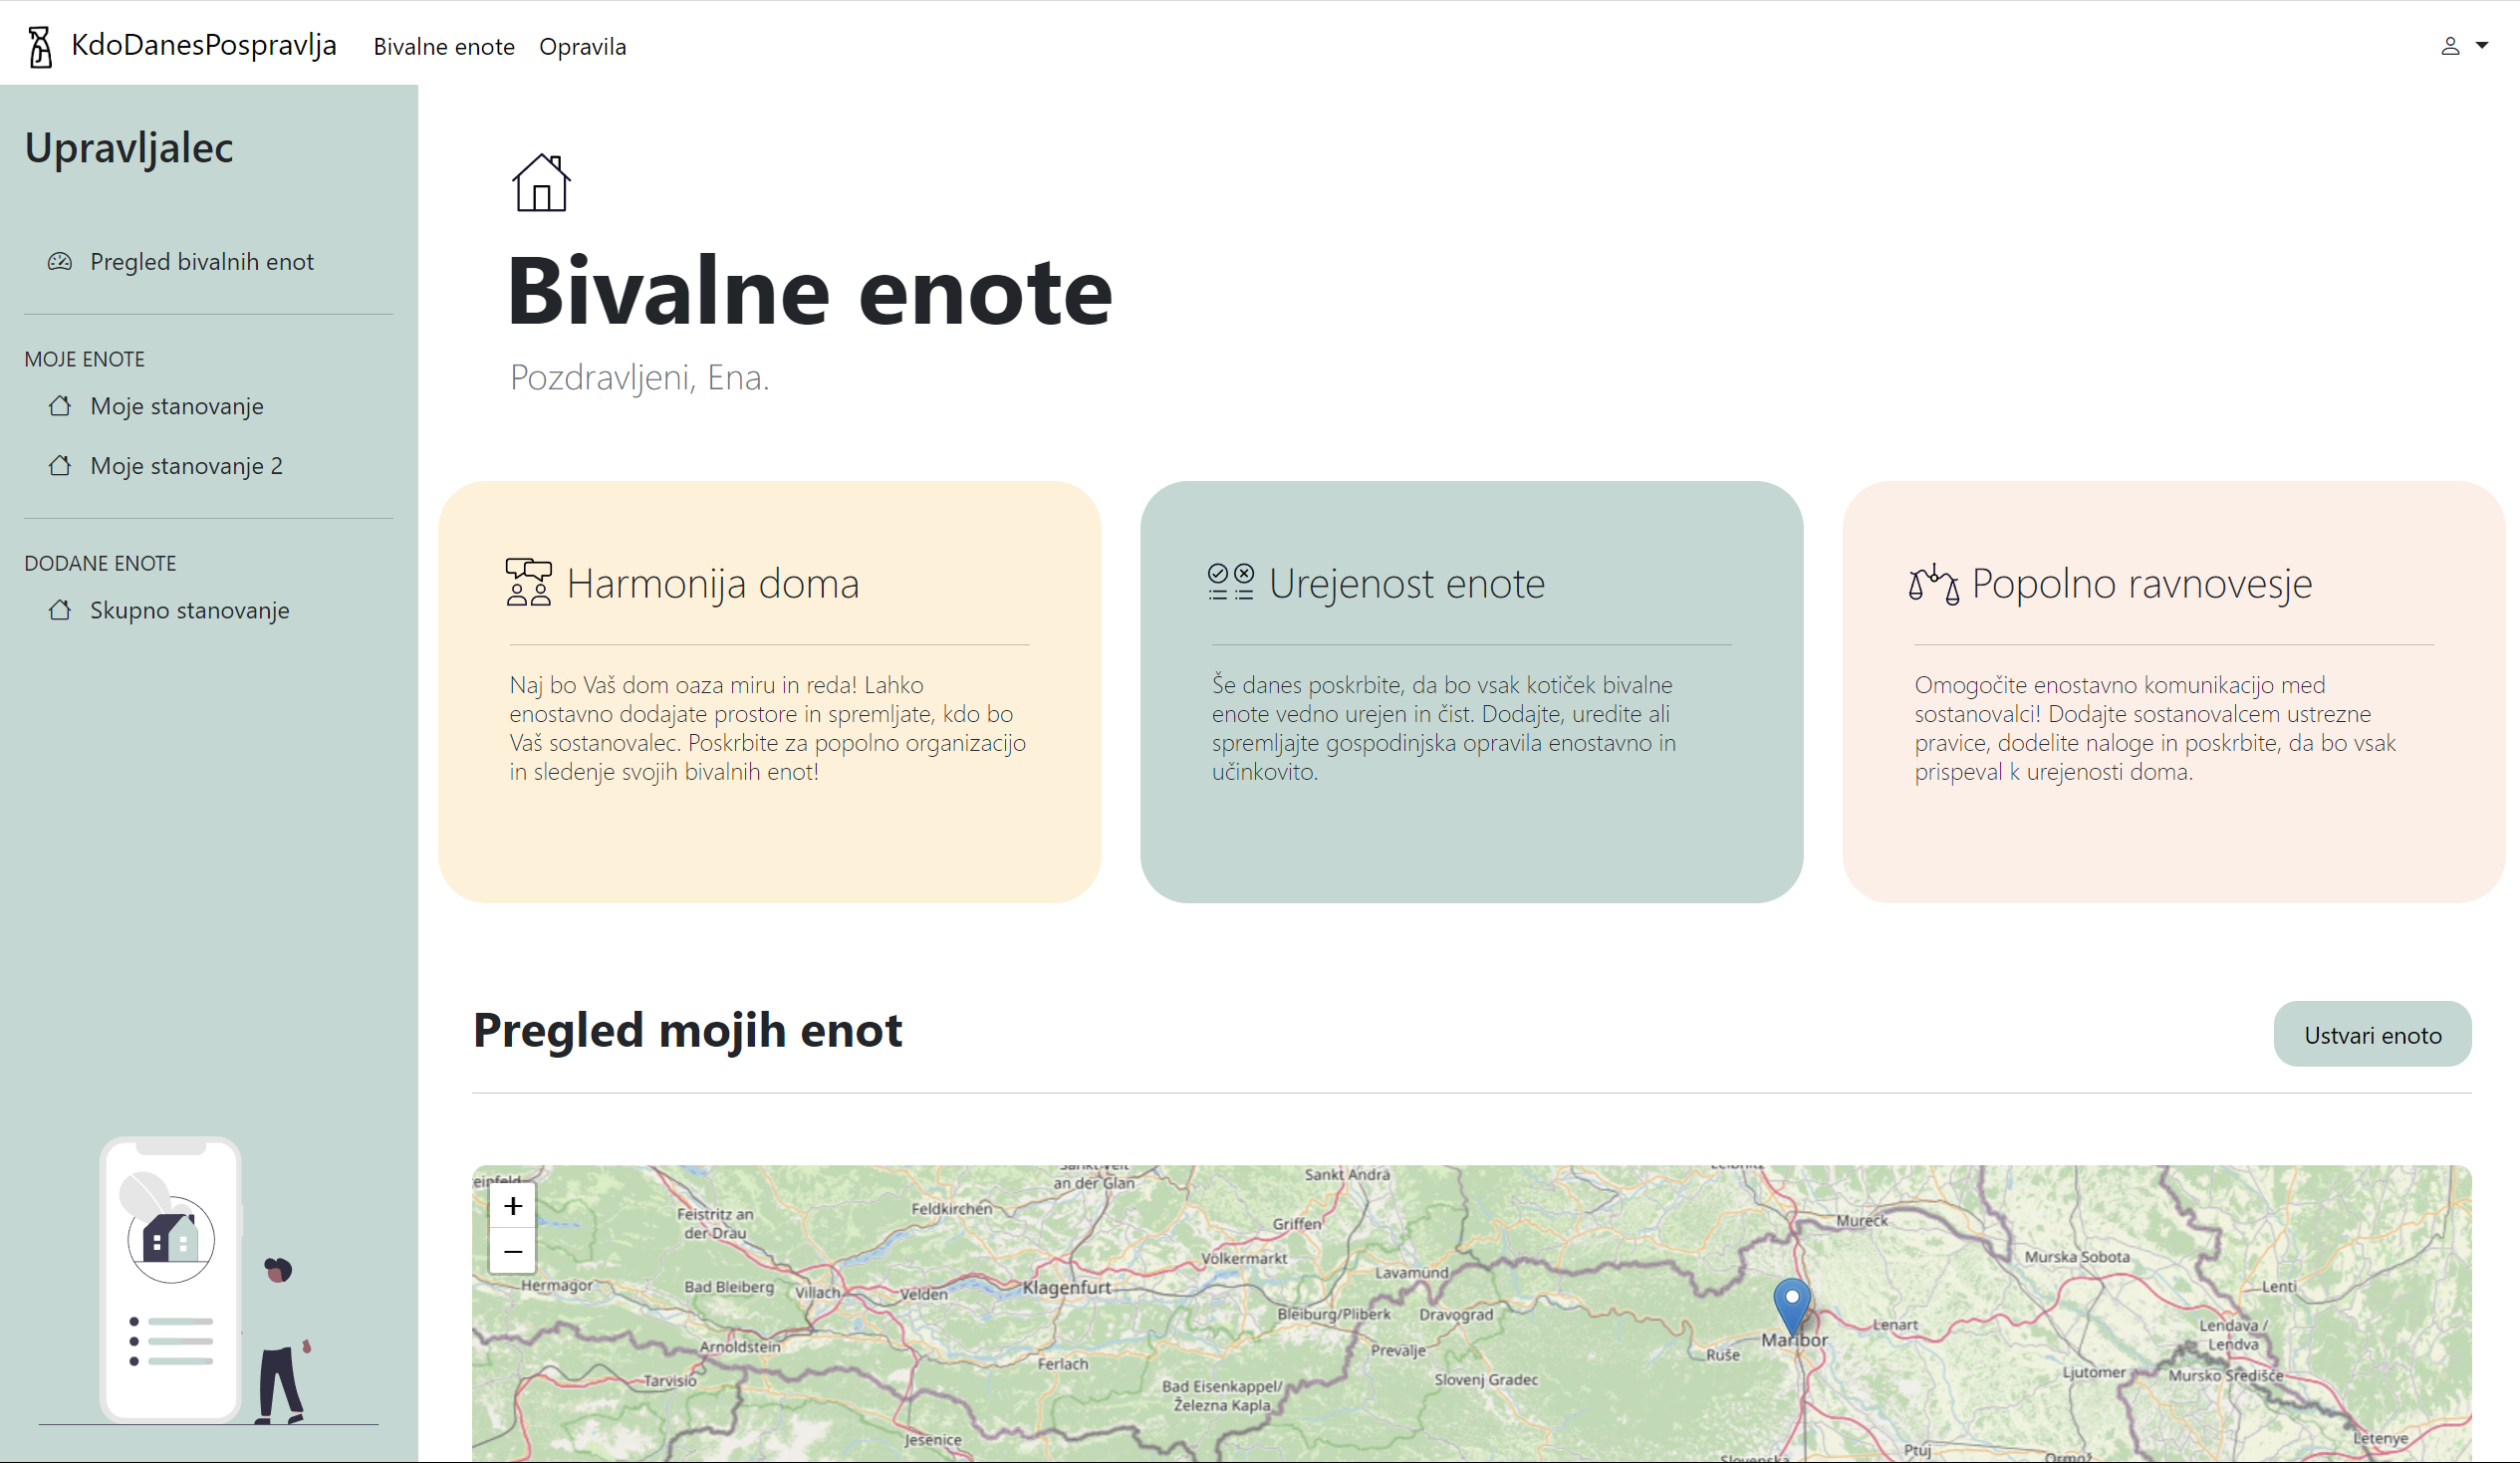 KdoDanesPospravlja
Bivalne enote
Opravila
Upravljalec
Pregled bivalnih enot
MOJE ENOTE
Moje stanovanje
Moje stanovanje 2
DODANE ENOTE
Skupno stanovanje
Bivalne enote
Pozdravljeni, Ena.
Harmonija doma
Naj bo Vaš dom oaza miru in reda! Lahko
enostavno dodajate prostore in spremljate, kdo bo
Vaš sostanovalec. Poskrbite za popolno organizacijo
in sledenje svojih bivalnih enot!
Urejenost enote
Še danes poskrbite, da bo vsak kotiček bivalne
enote vedno urejen in čist. Dodajte, uredite ali
spremljajte gospodinjska opravila enostavno in
učinkovito.
Popolno ravnovesje
Omogočite enostavno komunikacijo med
sostanovalci! Dodajte sostanovalcem ustrezne
pravice, dodelite naloge in poskrbite, da bo vsak
prispeval k urejenosti doma.
Pregled mojih enot
Ustvari enoto
+
−
an der Glan
Sankt Andrä
Feistritz an
der Drau
Feldkirchen
Griffen
Mureck
Völkermarkt
Murska Sobota
Hermagor
Bad Bleiberg
Villach
Velden
Klagenfurt
Lavamünd
Lenti
Bleiburg/Pliberk
Dravograd
Maribor
Lenart
Lendava /
Lendva
Arnoldstein
Ferlach
Prevalje
Ruše
Tarvisio
Bad Eisenkappel/
Železna Kapla
Slovenj Gradec
Ljutomer
Mursko Središće
Jesenice
Ptuj
Ormož
Letenye